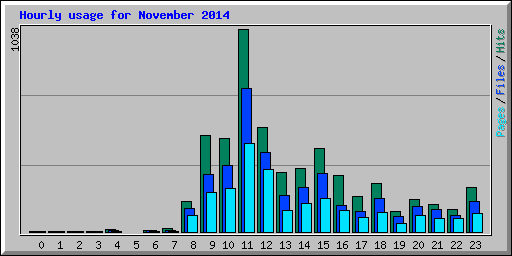 Hourly usage for November 2014
1038
Pages / Files / Hits
0 1 2 3 4 5 6 7 8 9 10 11 12 13 14 15 16 17 18 19 20 21 22 23